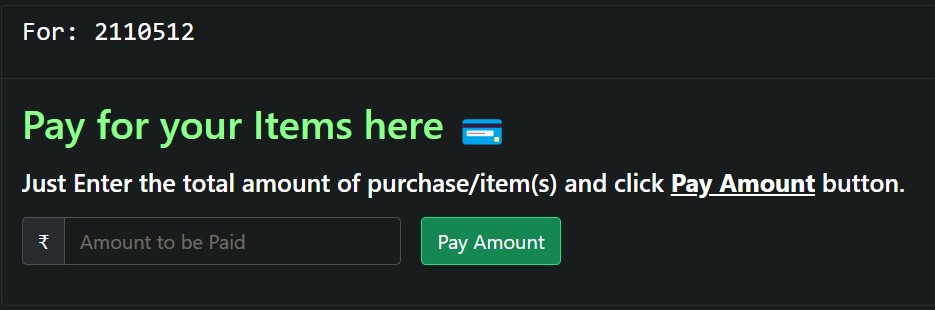 For: 2110512
Pay for your Items here
Just Enter the total amount of purchase/item(s) and click Pay Amount button.
₹ Amount to be Paid Pay Amount